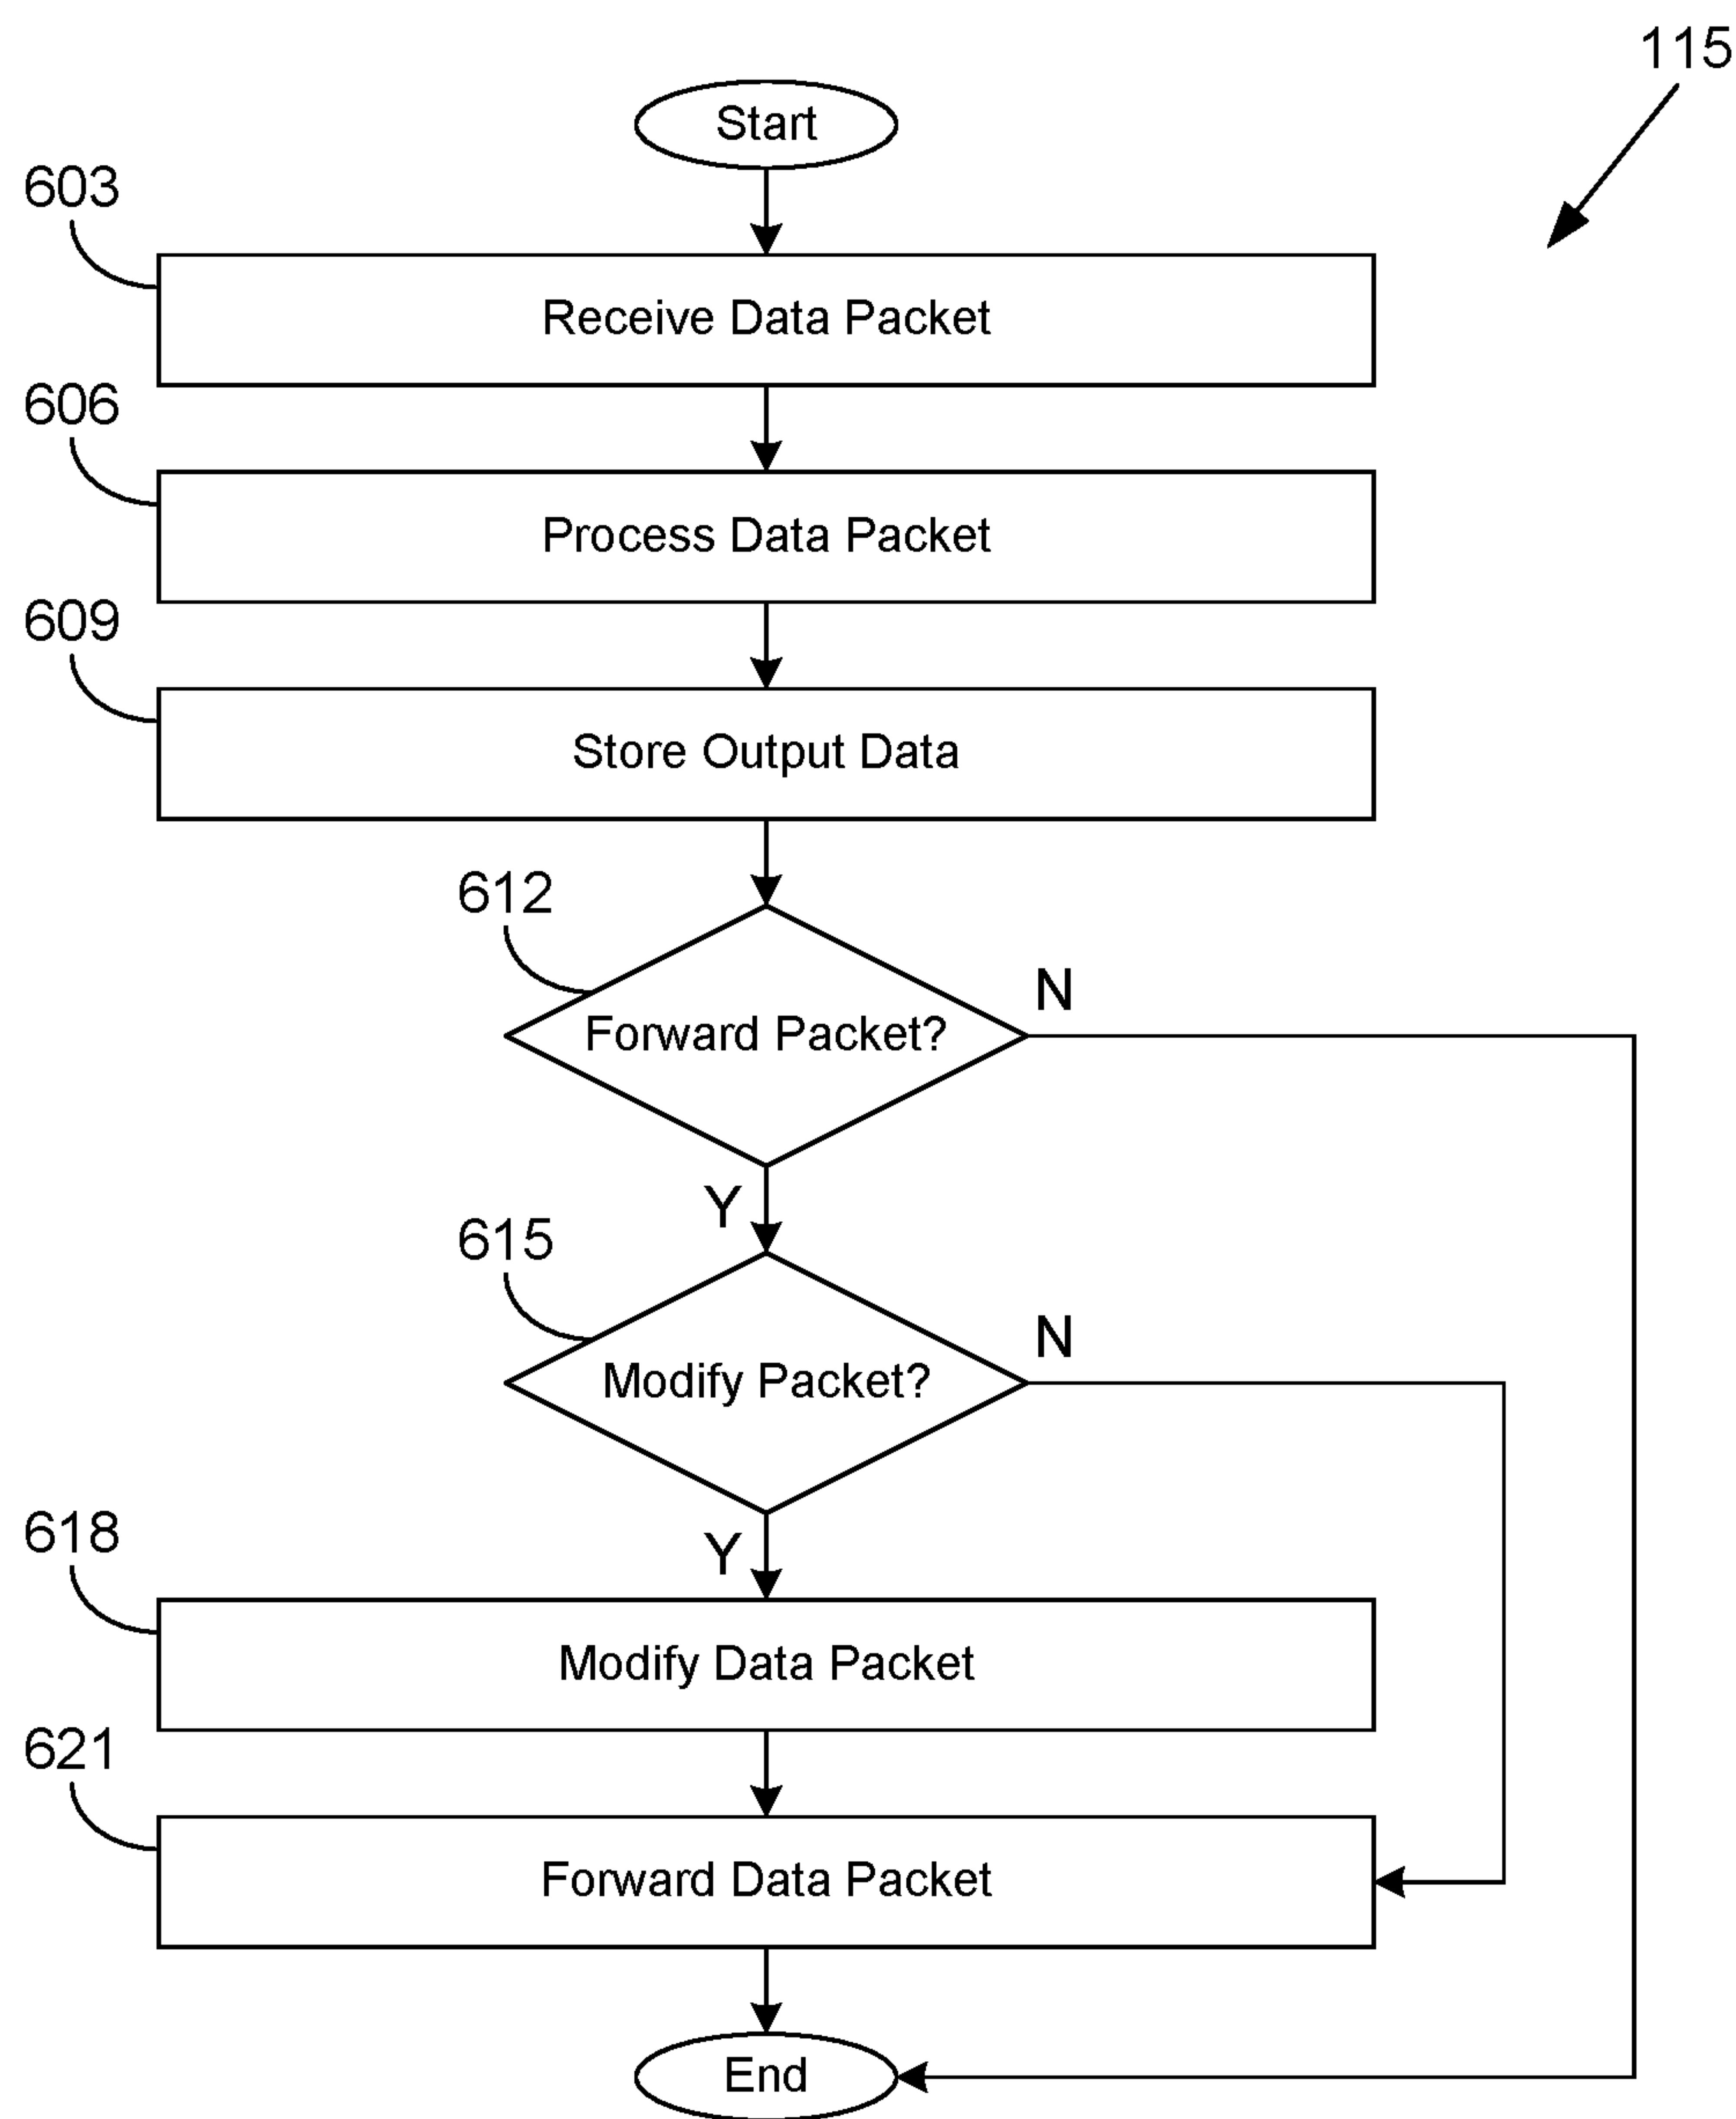 115
Start
603
Receive Data Packet
606
Process Data Packet
609
Store Output Data
612
Forward Packet?
N
Y
615
Modify Packet?
N
Y
618
Modify Data Packet
621
Forward Data Packet
End